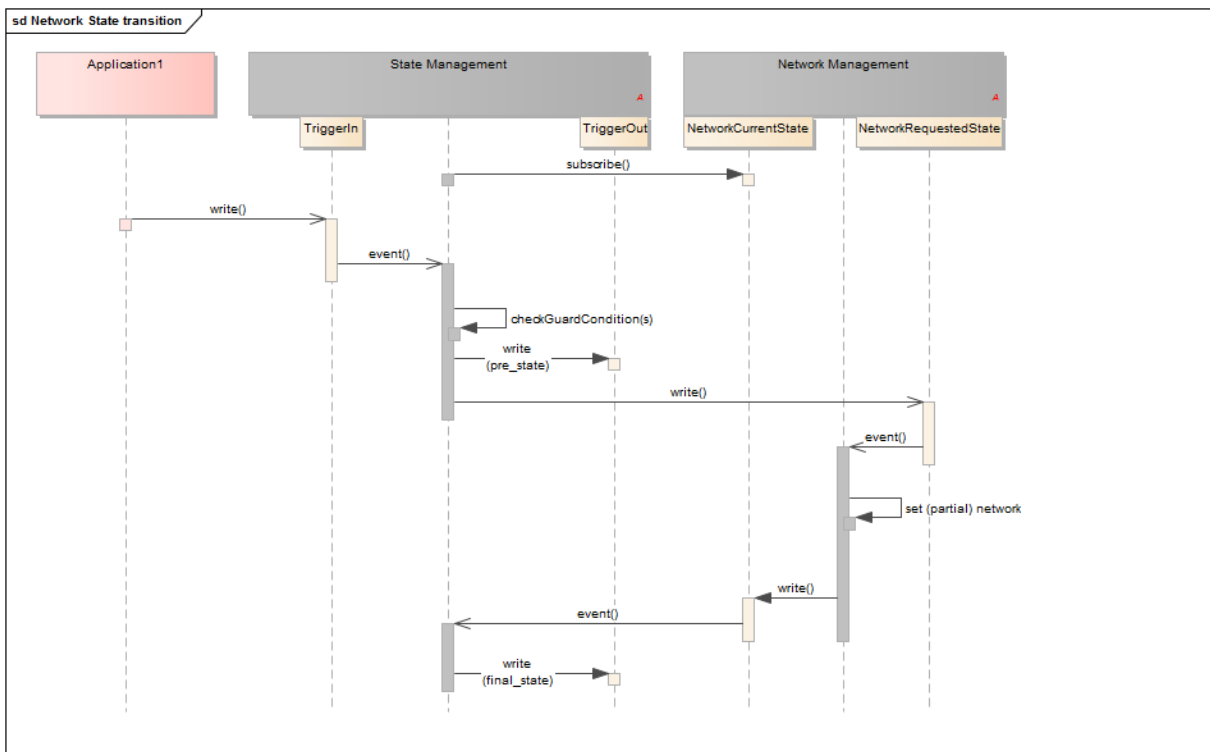 sd Network State transition
Application1
State Management
Network Management
A
A
TriggerIn
TriggerOut
NetworkCurrentState
NetworkRequestedState
subscribe()
write()
event()
checkGuardCondition(s)
write
(pre_state)
write()
event()
set (partial) network
write()
event()
write
(final_state)